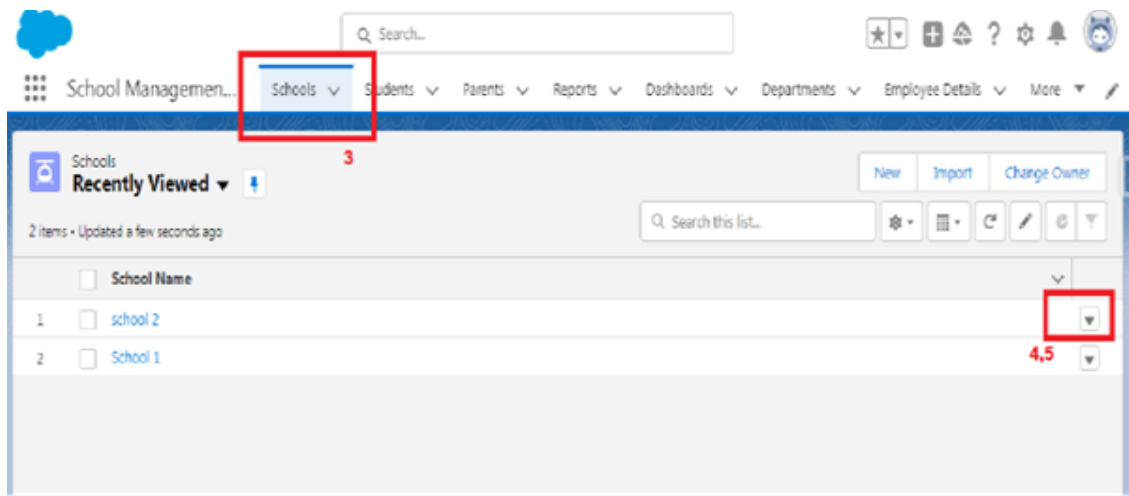 Search...
School Managemen... Schools Students Parents Reports Dashboards Departments Employee Details More
3
Schools
Recently Viewed
New Import Change Owner
2 items • Updated a few seconds ago
Search this list...
School Name
1 school 2
4,5
2 School 1